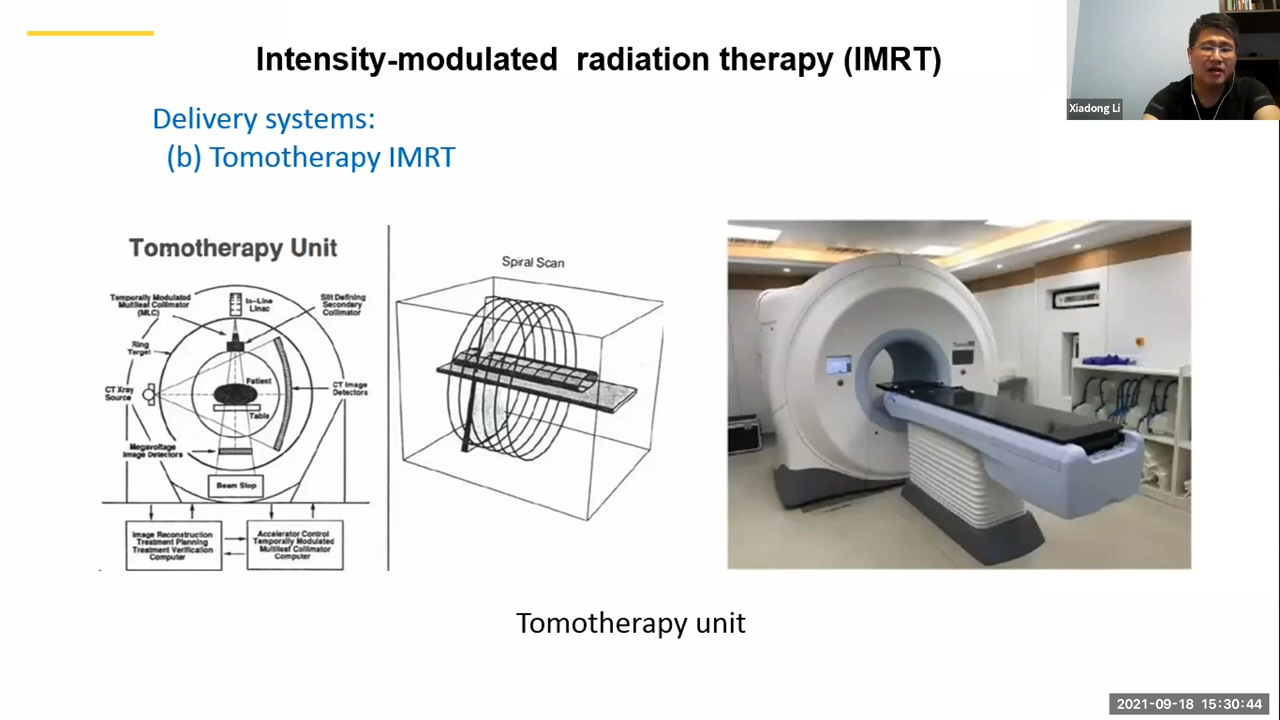 Intensity-modulated radiation therapy (IMRT)
Xiadong Li
Delivery systems:
(b) Tomotherapy IMRT
Tomotherapy Unit
Temporally Modulated
Multileaf Collimator
(MLC)
In-Line
Linac
Slit Defining
Secondary
Collimator
Ring
Target
CT Xray
Source
Patient
Table
CT Image
Detectors
Megavoltage
Image Detectors
Beam Stop
Image Reconstruction
Treatment Planning
Treatment Verification
Computer
Accelerator Control
Temporally Modulated
Multileaf Collimator
Computer
Spiral Scan
Tomotherapy unit
2021-09-18 15:30:44